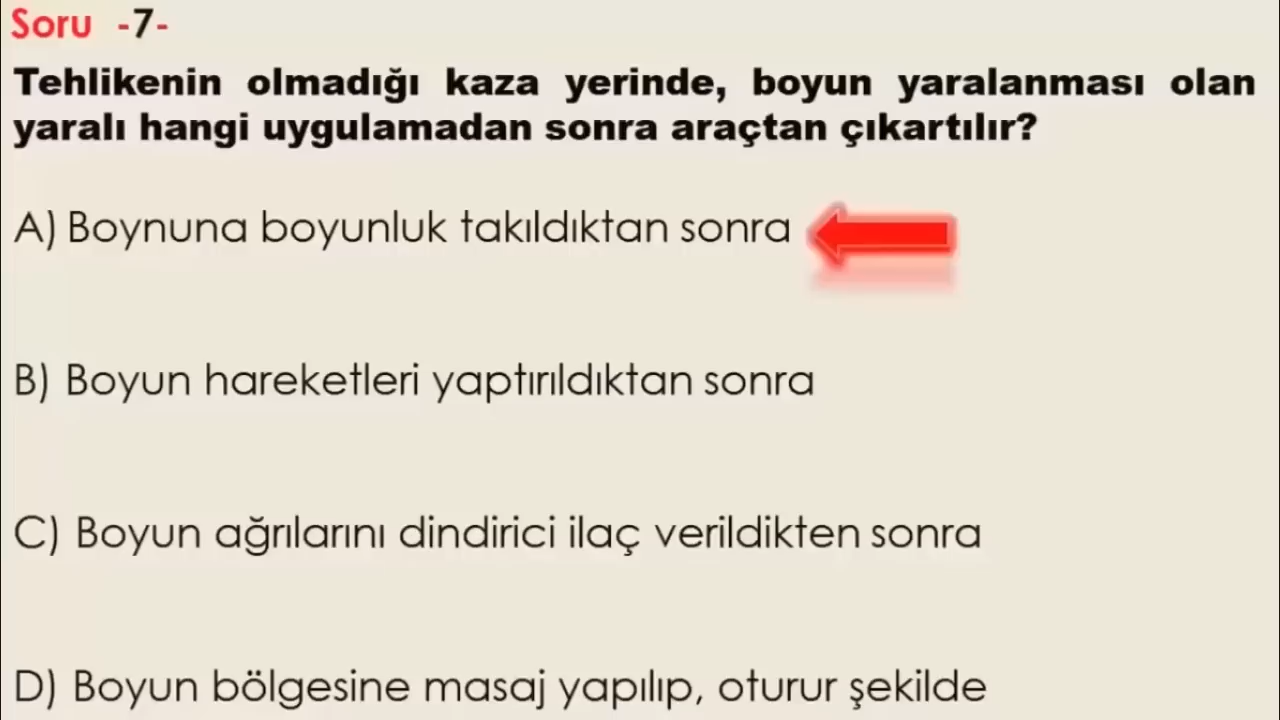 Soru -7-
Tehlikenin olmadığı kaza yerinde, boyun yaralanması olan
yaralı hangi uygulamadan sonra araçtan çıkartılır?
A) Boynuna boyunluk takıldıktan sonra
B) Boyun hareketleri yaptırıldıktan sonra
C) Boyun ağrılarını dindirici ilaç verildikten sonra
D) Boyun bölgesine masaj yapılıp, oturur şekilde